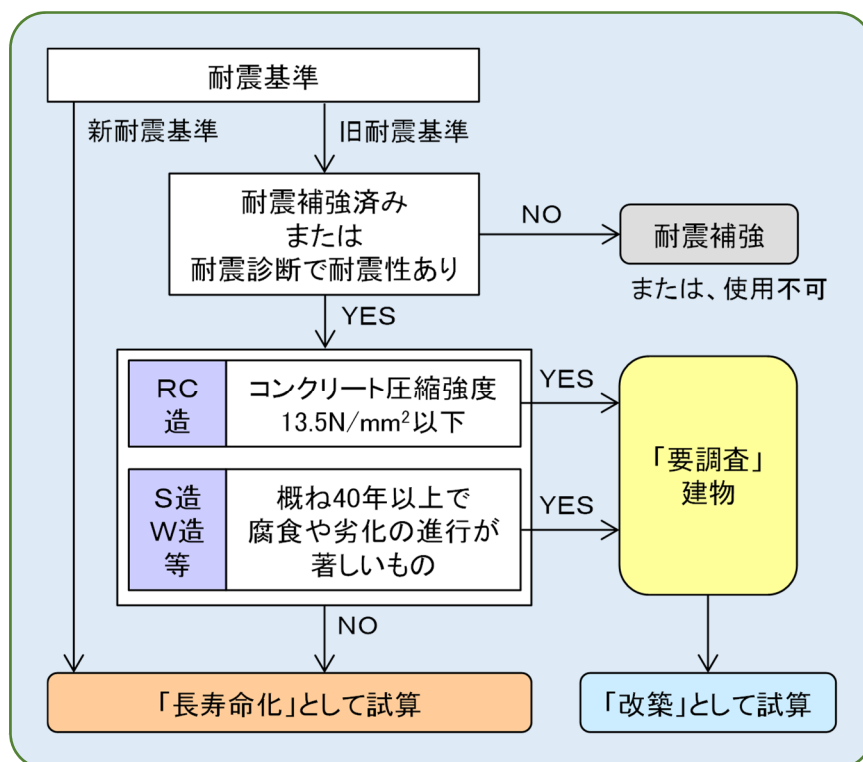 耐震基準
新耐震基準
旧耐震基準
耐震補強済み
または
耐震診断で耐震性あり
NO
耐震補強
または、使用不可
YES
RC
造
コンクリート圧縮強度
13.5N/mm²以下
YES
S造
W造
等
概ね40年以上で
腐食や劣化の進行が
著しいもの
YES
「要調査」
建物
NO
「長寿命化」として試算
「改築」として試算